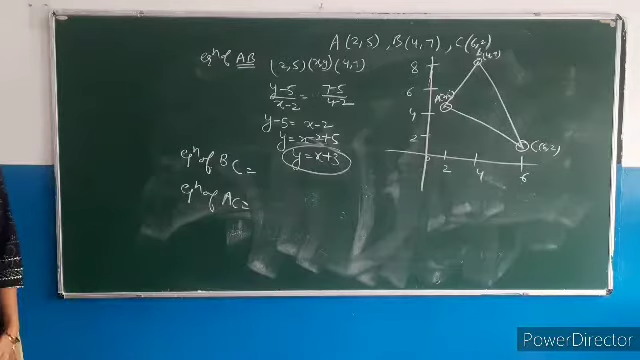 A(2,5), B(4,7), C(6,2)
eqⁿ of AB
(2,5)(x,y)(4,7)
y-5/x-2 = 7-5/4-2
y-5 = x-2
y = x-2+5
y = x+3
eqⁿ of BC =
eqⁿ of AC =
8
6
4
2
0
2
4
6
B(4,7)
C(6,2)
PowerDirector